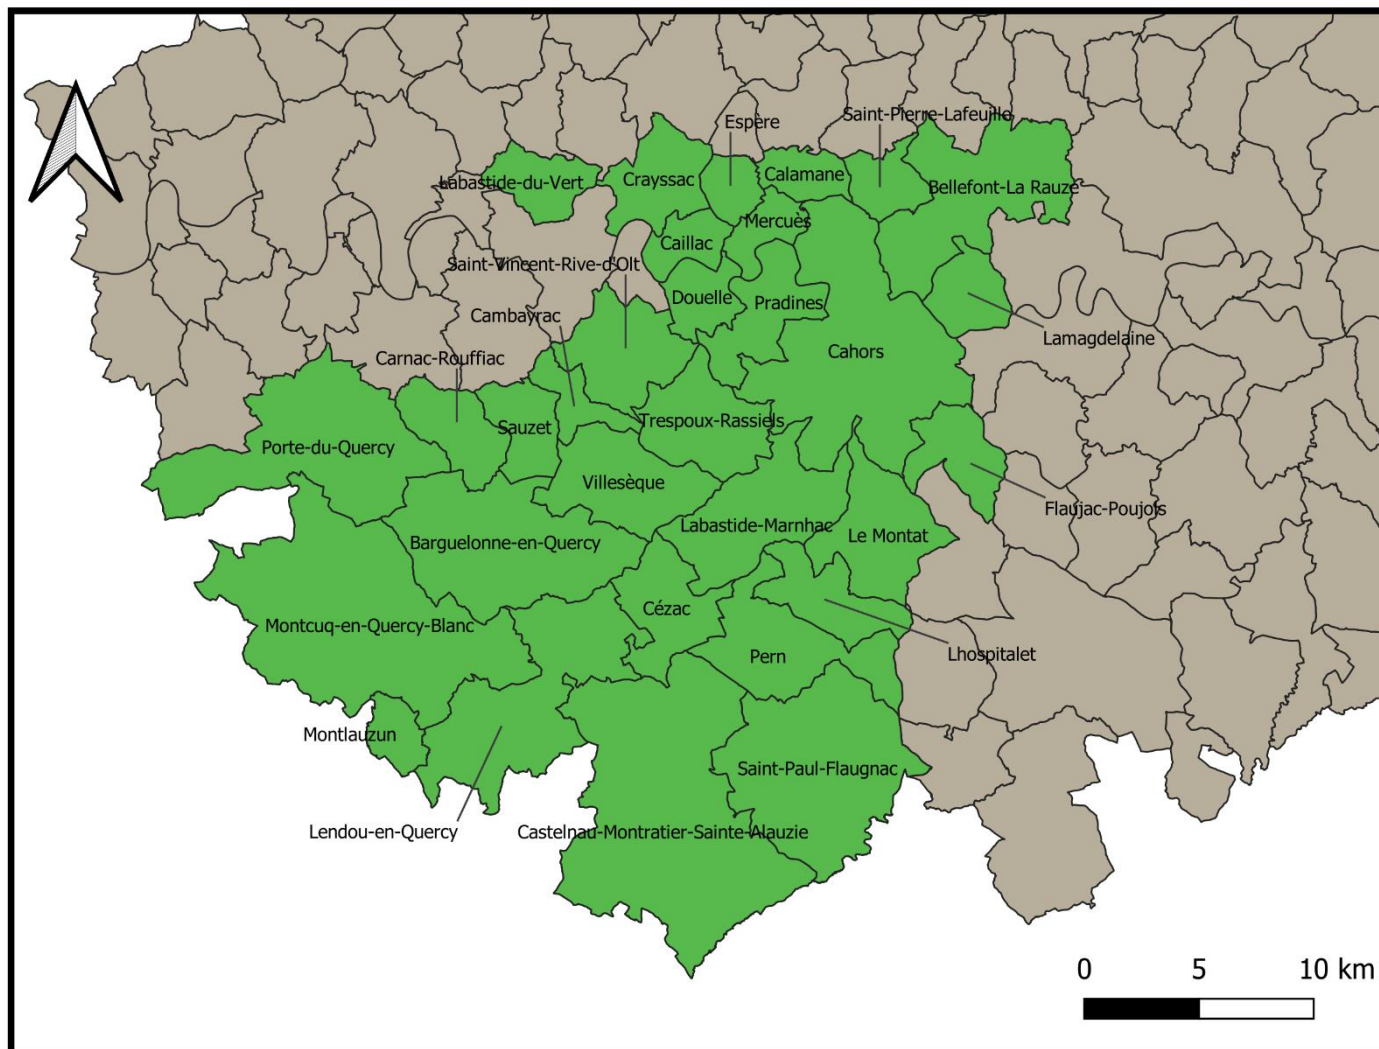 Espère
Saint-Pierre-Lafeuille
Labastide-du-Vert
Crayssac
Calamane
Bellefont-La Rauze
Mercuès
Caillac
Saint-Vincent-Rive-d'Olt
Douelle
Pradines
Cambayrac
Lamagdelaine
Carnac-Rouffiac
Cahors
Trespoux-Rassiels
Sauzet
Porte-du-Quercy
Villesèque
Flaujac-Poujols
Labastide-Marnhac
Le Montat
Barguelonne-en-Quercy
Cézac
Montcuq-en-Quercy-Blanc
Lhospitalet
Pern
Montlauzun
Saint-Paul-Flaugnac
Lendou-en-Quercy
Castelnau-Montratier-Sainte-Alauzie
0 5 10 km